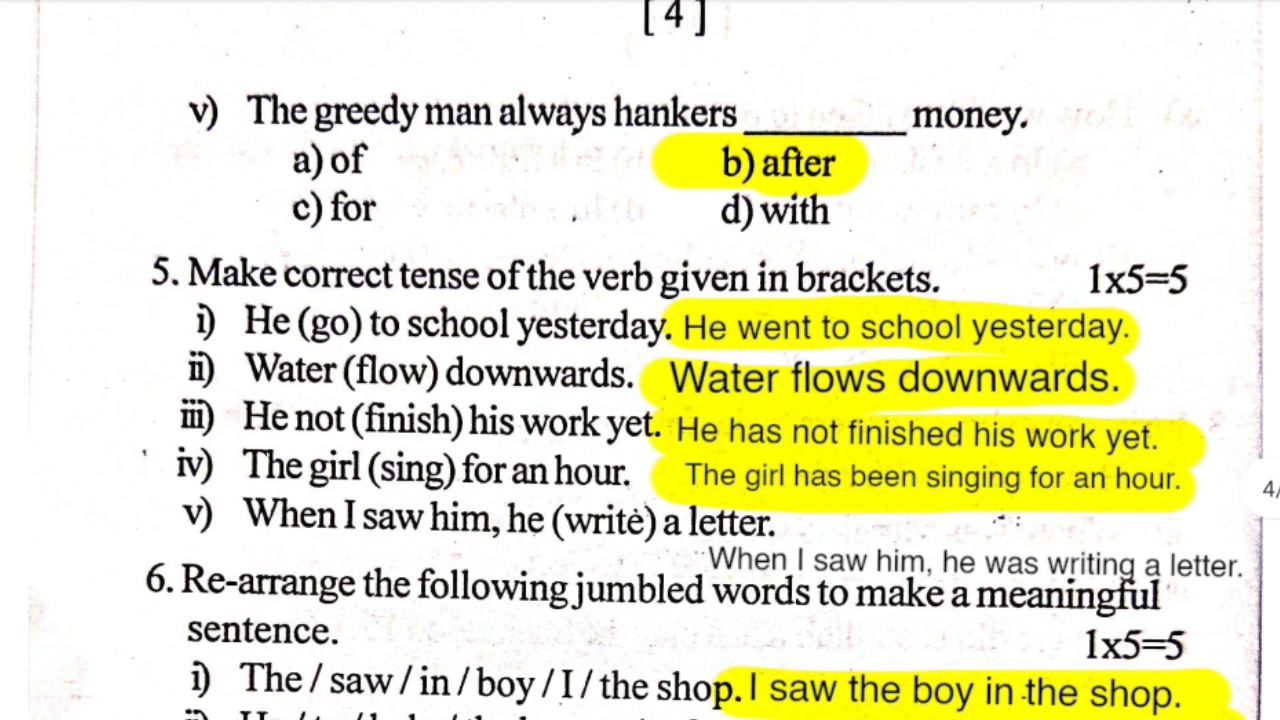 [4]
v) The greedy man always hankers ________ money.
a) of b) after
c) for d) with
5. Make correct tense of the verb given in brackets. 1x5=5
i) He (go) to school yesterday. He went to school yesterday.
ii) Water (flow) downwards. Water flows downwards.
iii) He not (finish) his work yet. He has not finished his work yet.
iv) The girl (sing) for an hour. The girl has been singing for an hour.
v) When I saw him, he (write) a letter.
When I saw him, he was writing a letter.
6. Re-arrange the following jumbled words to make a meaningful
sentence. 1x5=5
i) The / saw / in / boy / I / the shop. I saw the boy in the shop.